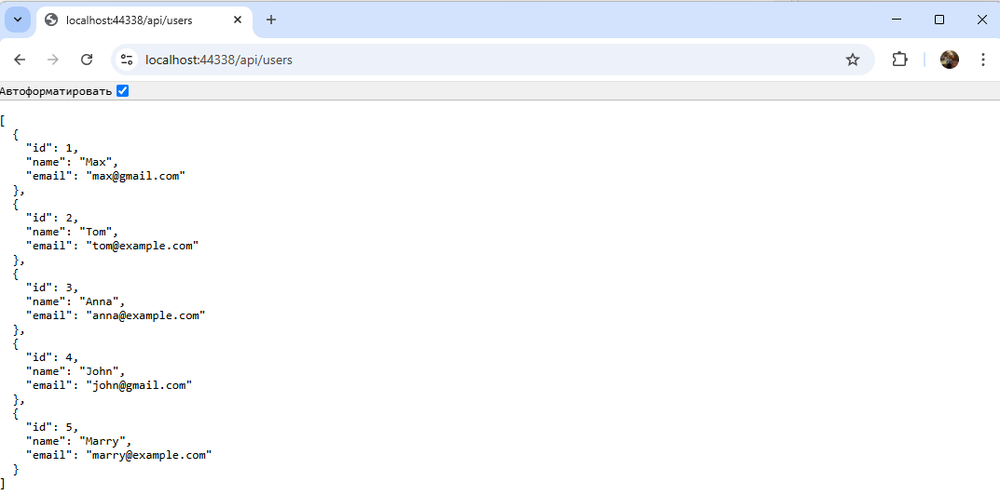 localhost:44338/api/users
localhost:44338/api/users
Автоформатировать
[
  {
    "id": 1,
    "name": "Max",
    "email": "max@gmail.com"
  },
  {
    "id": 2,
    "name": "Tom",
    "email": "tom@example.com"
  },
  {
    "id": 3,
    "name": "Anna",
    "email": "anna@example.com"
  },
  {
    "id": 4,
    "name": "John",
    "email": "john@gmail.com"
  },
  {
    "id": 5,
    "name": "Marry",
    "email": "marry@example.com"
  }
]